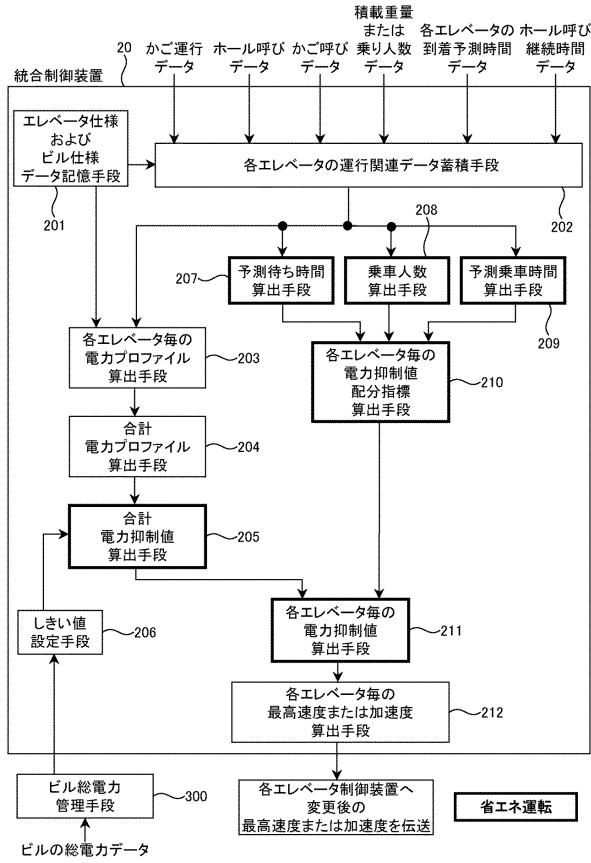 20
統合制御装置
かご運行
データ
ホール呼び
データ
かご呼び
データ
積載重量
または
乗り人数
データ
各エレベータの
到着予測時間
データ
ホール呼び
継続時間
データ
エレベータ仕様
および
ビル仕様
データ記憶手段
201
各エレベータの運行関連データ蓄積手段
202
予測待ち時間
算出手段
207
乗車人数
算出手段
208
予測乗車時間
算出手段
209
各エレベータ毎の
電力プロファイル
算出手段
203
各エレベータ毎の
電力抑制値
配分指標
算出手段
210
合計
電力プロファイル
算出手段
204
合計
電力抑制値
算出手段
205
しきい値
設定手段
206
各エレベータ毎の
電力抑制値
算出手段
211
各エレベータ毎の
最高速度または加速度
算出手段
212
ビル総電力
管理手段
300
ビルの総電力データ
各エレベータ制御装置へ
変更後の
最高速度または加速度を伝送
省エネ運転